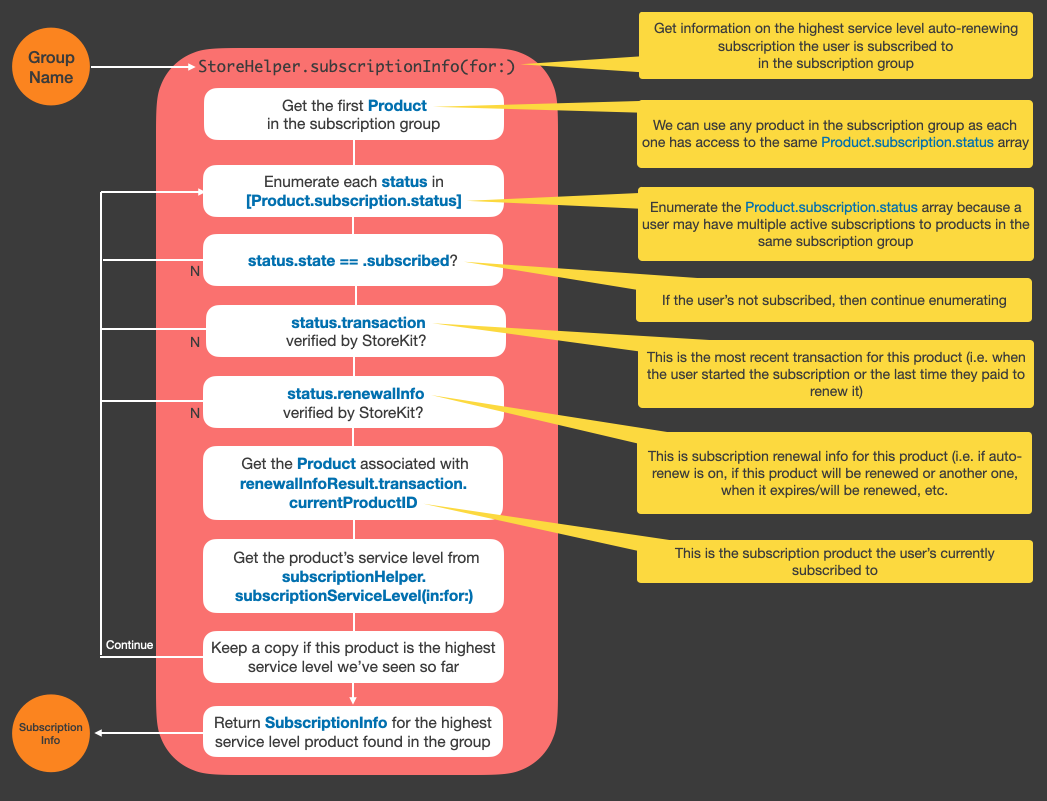 Group
Name
StoreHelper.subscriptionInfo(for:)
Get information on the highest service level auto-renewing
subscription the user is subscribed to
in the subscription group
Get the first Product
in the subscription group
We can use any product in the subscription group as each
one has access to the same Product.subscription.status array
Enumerate each status in
[Product.subscription.status]
Enumerate the Product.subscription.status array because a
user may have multiple active subscriptions to products in the
same subscription group
status.state == .subscribed?
N
If the user's not subscribed, then continue enumerating
status.transaction
verified by StoreKit?
N
This is the most recent transaction for this product (i.e. when
the user started the subscription or the last time they paid to
renew it)
status.renewalInfo
verified by StoreKit?
N
This is subscription renewal info for this product (i.e. if auto-
renew is on, if this product will be renewed or another one,
when it expires/will be renewed, etc.
Get the Product associated with
renewalInfoResult.transaction.
currentProductID
This is the subscription product the user's currently
subscribed to
Get the product's service level from
subscriptionHelper.
subscriptionServiceLevel(in:for:)
Continue
Keep a copy if this product is the highest
service level we've seen so far
Return SubscriptionInfo for the highest
service level product found in the group
Subscription
Info